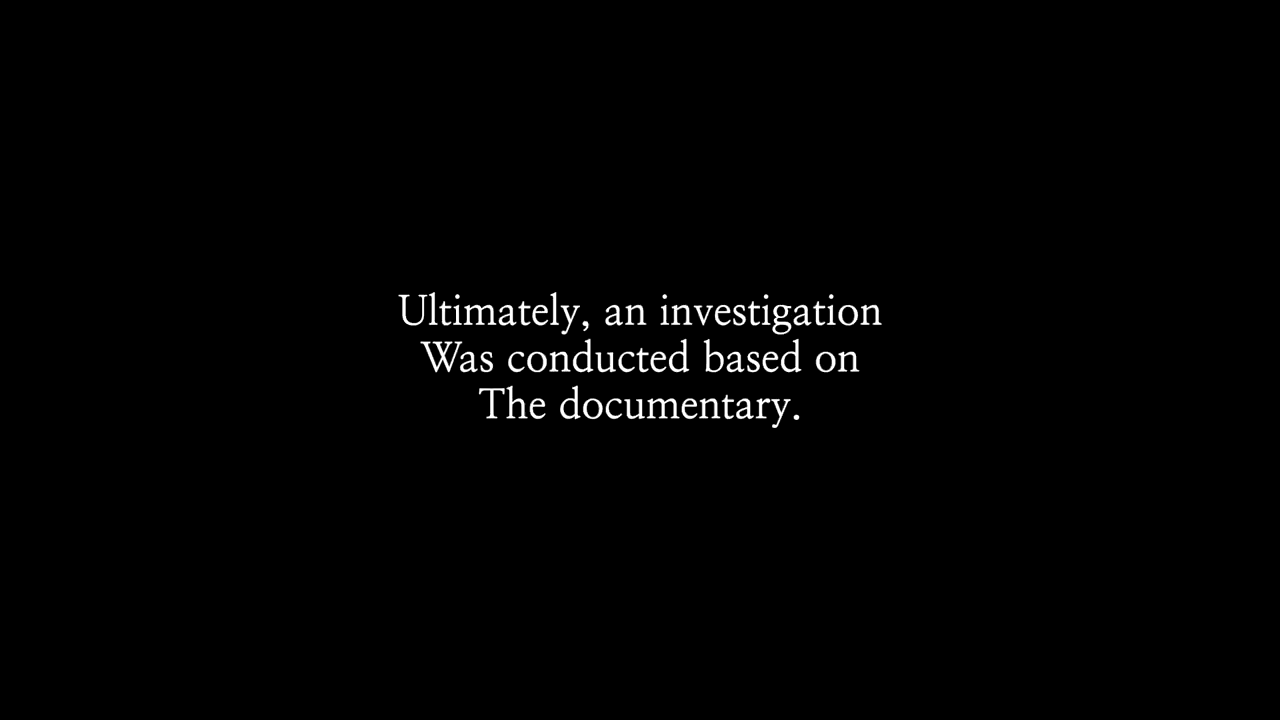 Ultimately, an investigation
Was conducted based on
The documentary.